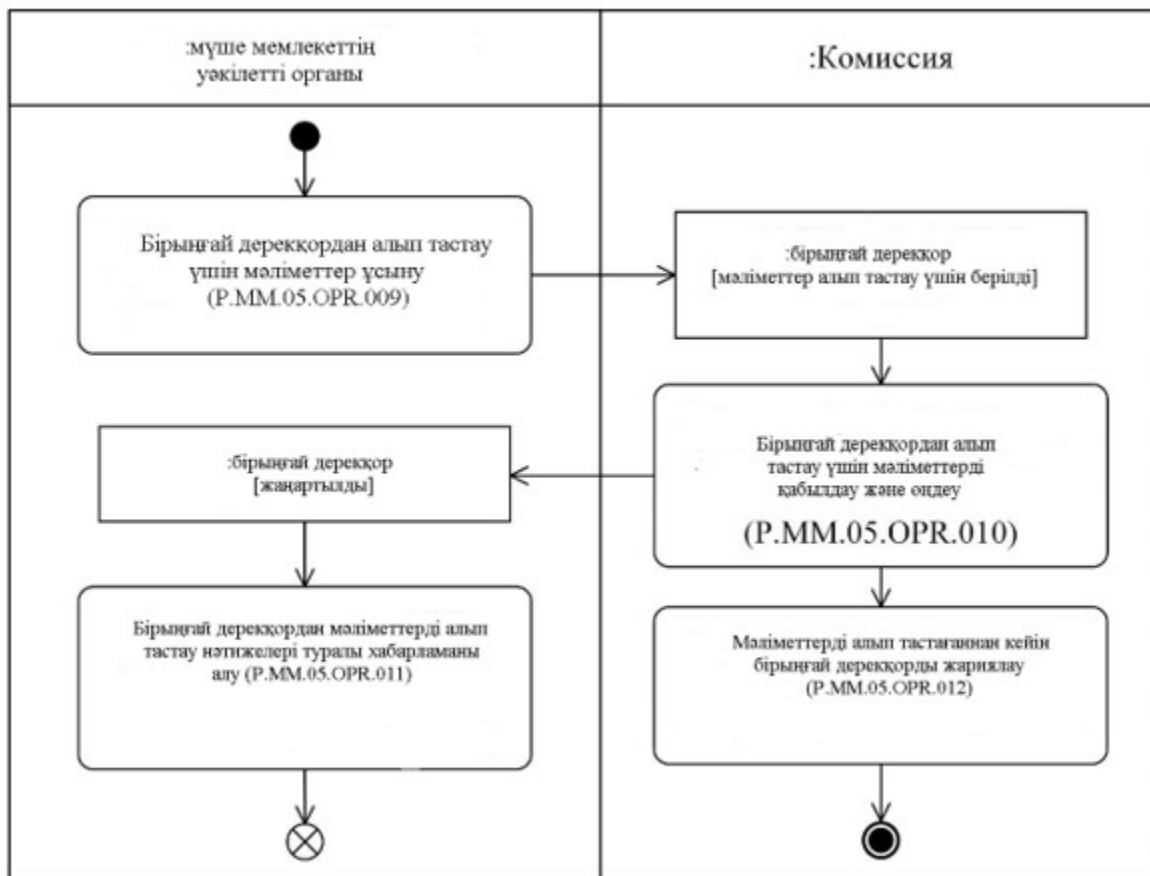 :мүше мемлекеттің
уәкілетті органы
:Комиссия
Бірыңғай дерекқордан алып тастау
үшін мәліметтер ұсыну
(P.MM.05.OPR.009)
:бірыңғай дерекқор
[мәліметтер алып тастау үшін берілді]
Бірыңғай дерекқордан алып
тастау үшін мәліметтерді
қабылдау және өңдеу
(P.MM.05.OPR.010)
:бірыңғай дерекқор
[жаңартылды]
Бірыңғай дерекқордан мәліметтерді алып
тастау нәтижелері туралы хабарламаны
алу (P.MM.05.OPR.011)
Мәліметтерді алып тастағаннан кейін
бірыңғай дерекқорды жариялау
(P.MM.05.OPR.012)